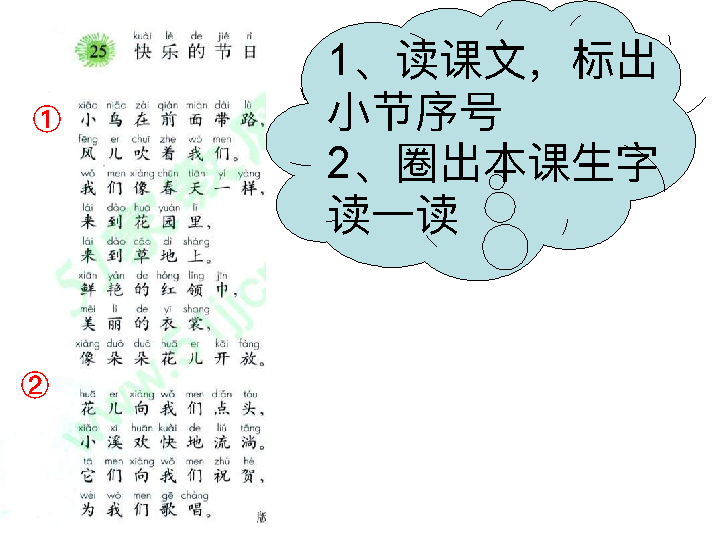 kuài lè de jié rì
25 快乐的节日
①
xiǎo niǎo zài qián miàn dài lù
小鸟在前面带路，
fēng er chuī zhe wǒ men
风儿吹着我们。
wǒ men xiàng chūn tiān yí yàng
我们像春天一样，
lái dào huā yuán lǐ
来到花园里，
lái dào cǎo dì shàng
来到草地上。
xiān yàn de hóng lǐng jīn
鲜艳的红领巾，
měi lì de yī shang
美丽的衣裳，
xiàng duǒ duǒ huā er kāi fàng
像朵朵花儿开放。
②
huā er xiàng wǒ men diǎn tóu
花儿向我们点头，
xiǎo xī huān kuài de liú tǎng
小溪欢快地流淌。
tā men xiàng wǒ men zhù hè
它们向我们祝贺，
wèi wǒ men gē chàng
为我们歌唱。
1、读课文，标出
小节序号
2、圈出本课生字
读一读